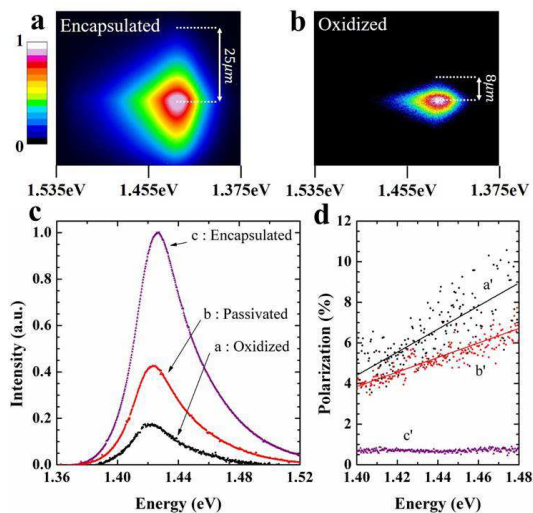 a
Encapsulated
1
0
25μm
1.535eV 1.455eV 1.375eV
b
Oxidized
8μm
1.535eV 1.455eV 1.375eV
c
1.0
0.8
0.6
0.4
0.2
0.0
Intensity (a.u.)
c : Encapsulated
b : Passivated
a : Oxidized
1.36 1.40 1.44 1.48 1.52
Energy (eV)
d
12
10
8
6
4
2
0
Polarization (%)
a'
b'
c'
1.40 1.42 1.44 1.46 1.48
Energy (eV)